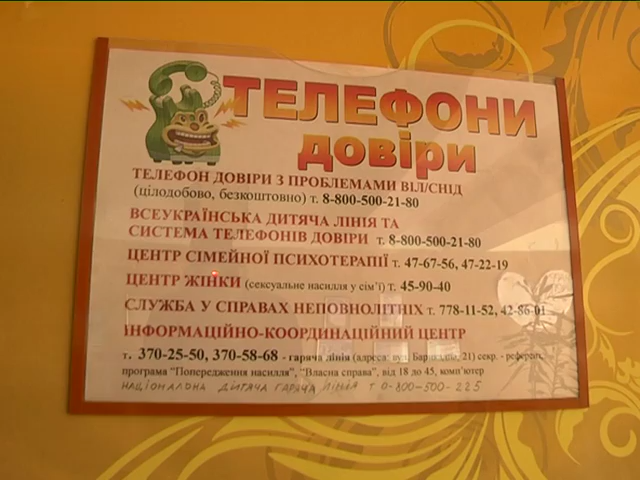 ТЕЛЕФОНИ
довіри
ТЕЛЕФОН ДОВІРИ З ПРОБЛЕМАМИ ВІЛ/СНІД
(цілодобово, безкоштовно) т. 8-800-500-21-80
ВСЕУКРАЇНСЬКА ДИТЯЧА ЛІНІЯ ТА
СИСТЕМА ТЕЛЕФОНІВ ДОВІРИ т. 8-800-500-21-80
ЦЕНТР СІМЕЙНОЇ ПСИХОТЕРАПІЇ т. 47-67-56, 47-22-19
ЦЕНТР ЖІНКИ (сексуальне насилля у сім'ї) т. 45-90-40
СЛУЖБА У СПРАВАХ НЕПОВНОЛІТНІХ т. 778-11-52, 42-86-01
ІНФОРМАЦІЙНО-КООРДИНАЦІЙНИЙ ЦЕНТР
т. 370-25-50, 370-58-68 - гаряча лінія (адреса: вул. 21) секр. - референт,
програма "Попередження насилля", "Власна справа", від 18 до 45, комп'ютер
НАЦІОНАЛЬНА ДИТЯЧА ГАРЯЧА ЛІНІЯ Т 0-800-500-225